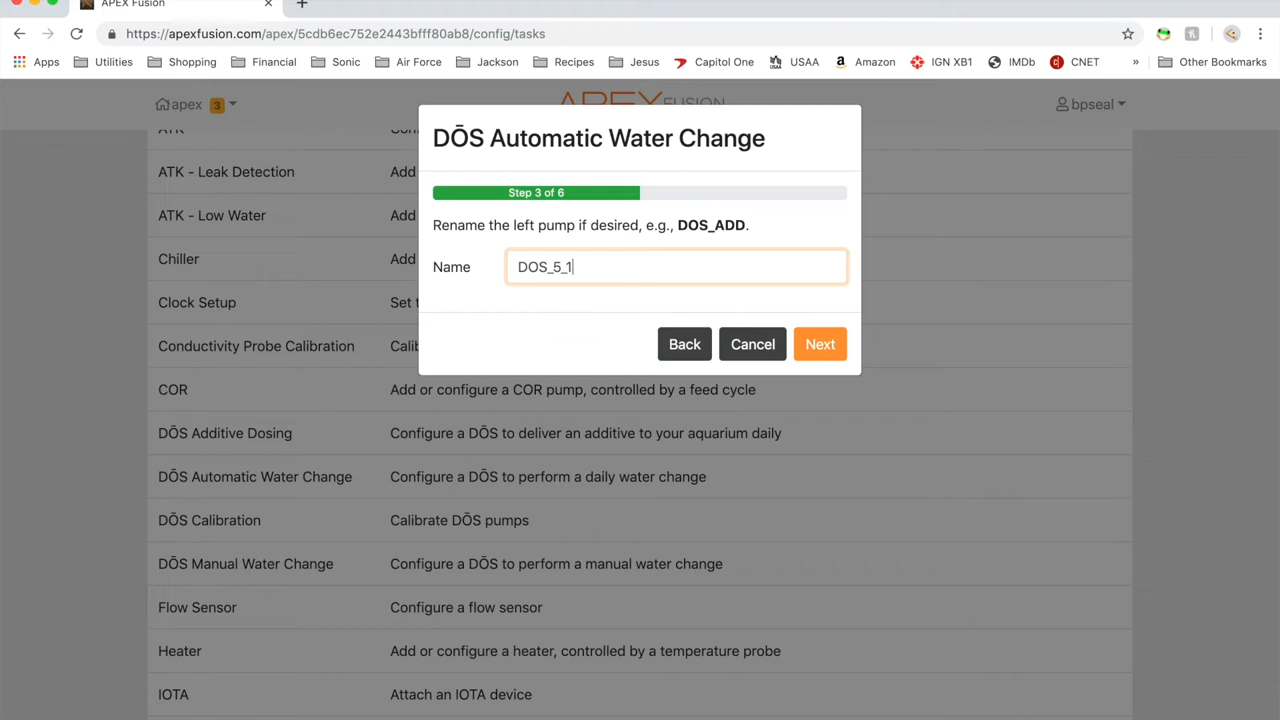 APEX Fusion
https://apexfusion.com/apex/5cdb6ec752e2443bfff80ab8/config/tasks
Apps Utilities Shopping Financial Sonic Air Force Jackson Recipes Jesus Capital One USAA Amazon IGN XB1 IMDb CNET » Other Bookmarks
apex 3 APEX FUSION bpseal
ATK
ATK - Leak Detection Add
ATK - Low Water Add
Chiller Add
Clock Setup Set t
Conductivity Probe Calibration Calib
DŌS Automatic Water Change
Step 3 of 6
Rename the left pump if desired, e.g., DOS_ADD.
Name DOS_5_1
Back Cancel Next
COR Add or configure a COR pump, controlled by a feed cycle
DŌS Additive Dosing Configure a DŌS to deliver an additive to your aquarium daily
DŌS Automatic Water Change Configure a DŌS to perform a daily water change
DŌS Calibration Calibrate DŌS pumps
DŌS Manual Water Change Configure a DŌS to perform a manual water change
Flow Sensor Configure a flow sensor
Heater Add or configure a heater, controlled by a temperature probe
IOTA Attach an IOTA device